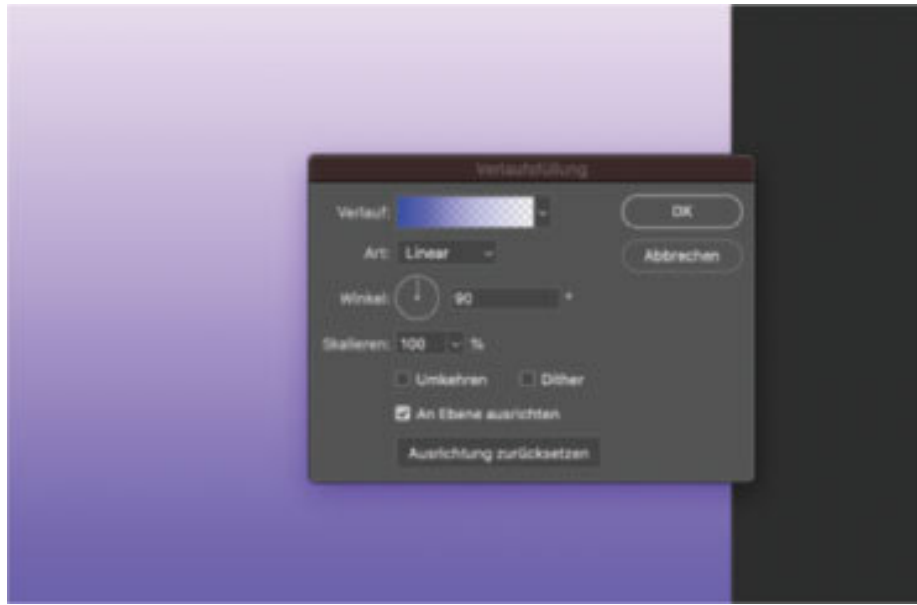 Verlaufsfüllung
Verlauf:
OK
Art: Linear
Abbrechen
Winkel: 90 °
Skalieren: 100 %
Umkehren Dither
An Ebene ausrichten
Ausrichtung zurücksetzen